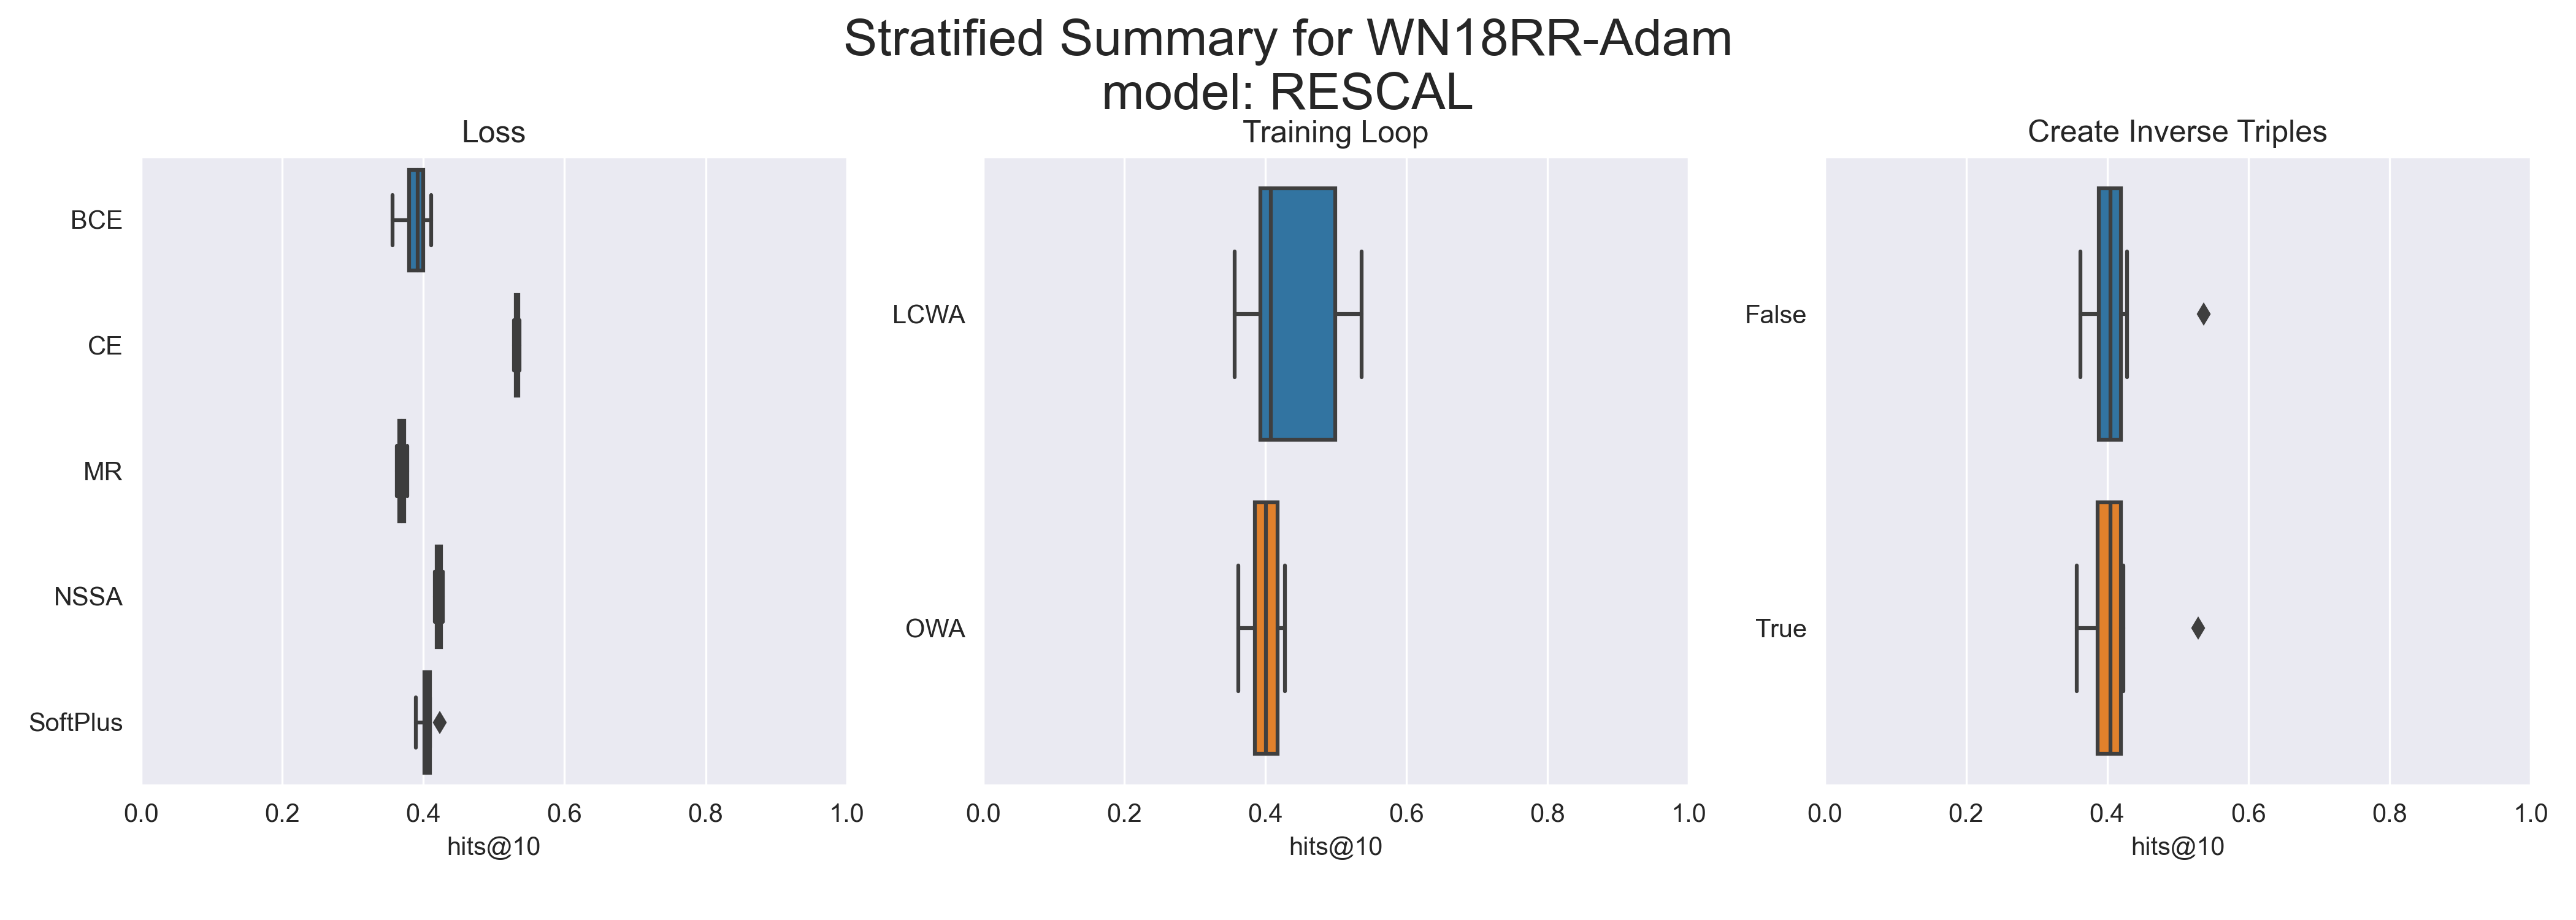 Stratified Summary for WN18RR-Adam
model: RESCAL
Loss
BCE
CE
MR
NSSA
SoftPlus
0.0 0.2 0.4 0.6 0.8 1.0
hits@10
Training Loop
LCWA
OWA
0.0 0.2 0.4 0.6 0.8 1.0
hits@10
Create Inverse Triples
False
True
0.0 0.2 0.4 0.6 0.8 1.0
hits@10